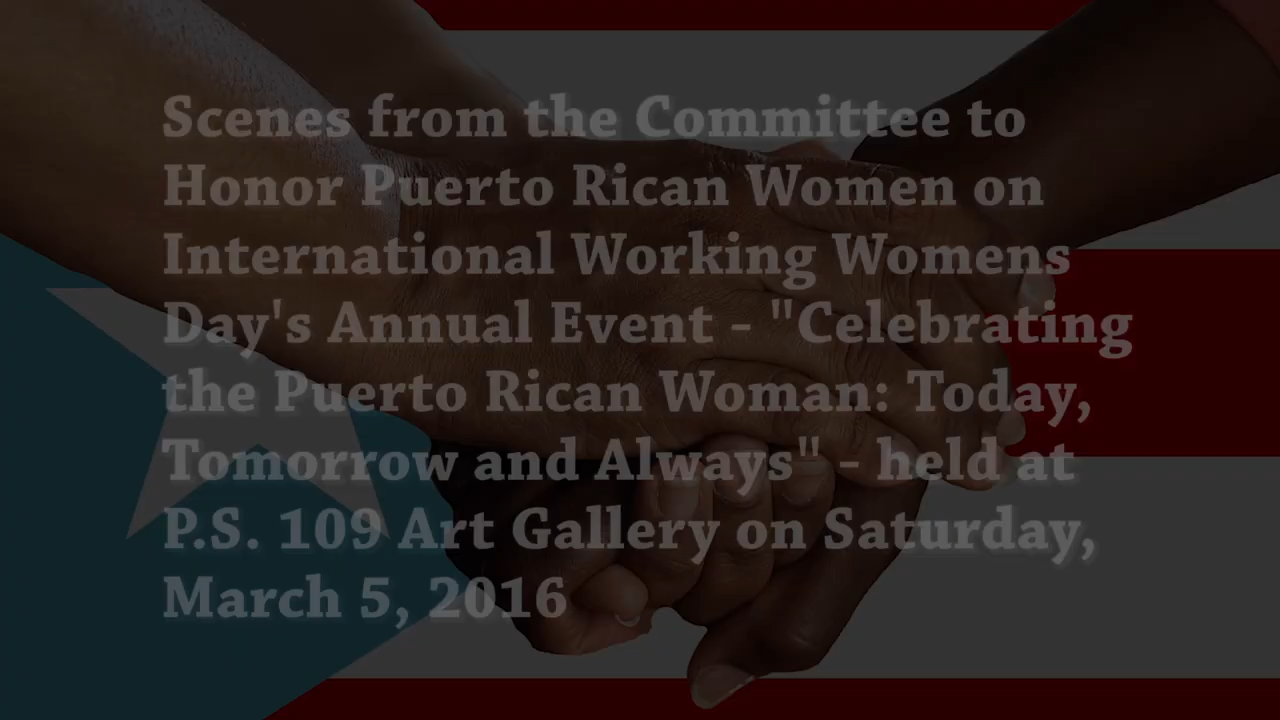 Scenes from the Committee to
Honor Puerto Rican Women on
International Working Womens
Day's Annual Event - "Celebrating
the Puerto Rican Woman: Today,
Tomorrow and Always" - held at
P.S. 109 Art Gallery on Saturday,
March 5, 2016